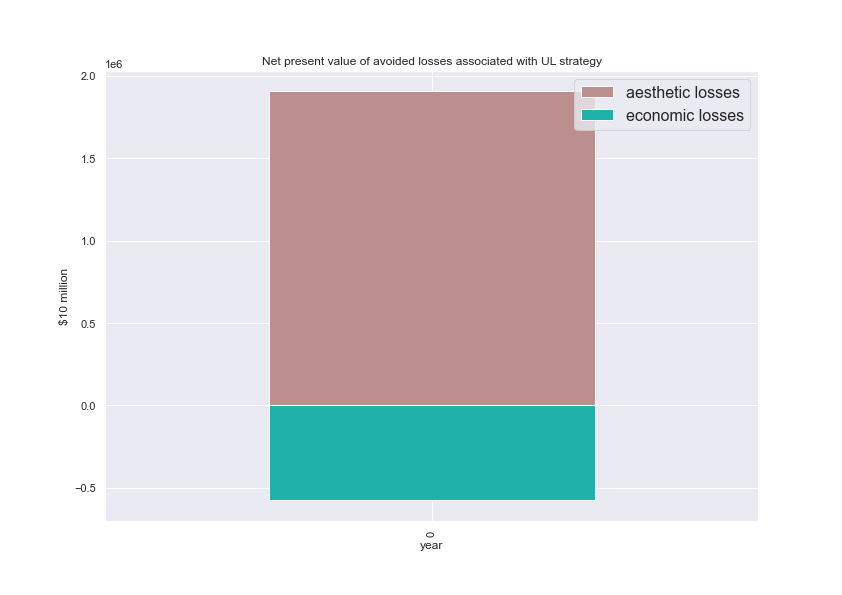 Net present value of avoided losses associated with UL strategy
1e6
2.0
1.5
1.0
0.5
0.0
−0.5
$10 million
aesthetic losses
economic losses
0
year